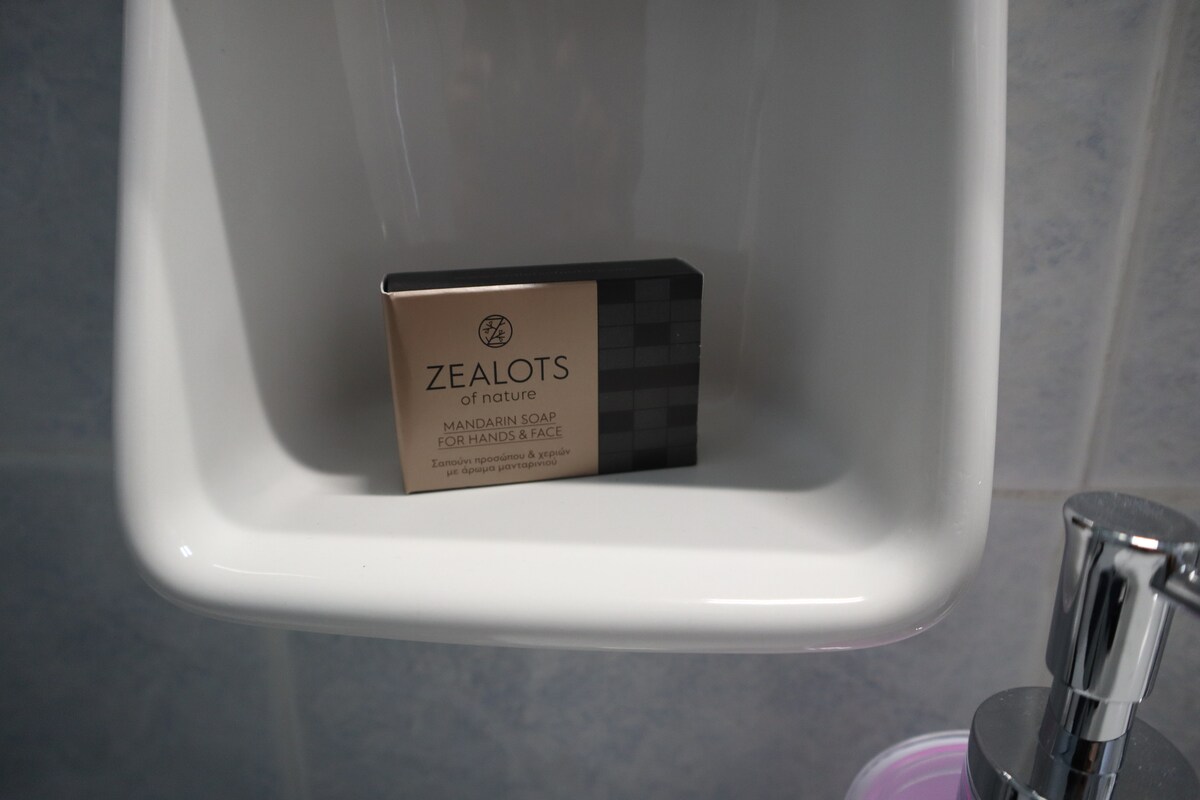 ZEALOTS
of nature
MANDARIN SOAP
FOR HANDS & FACE
Σαπούνι προσώπου & χεριών
με άρωμα μανταρινιού